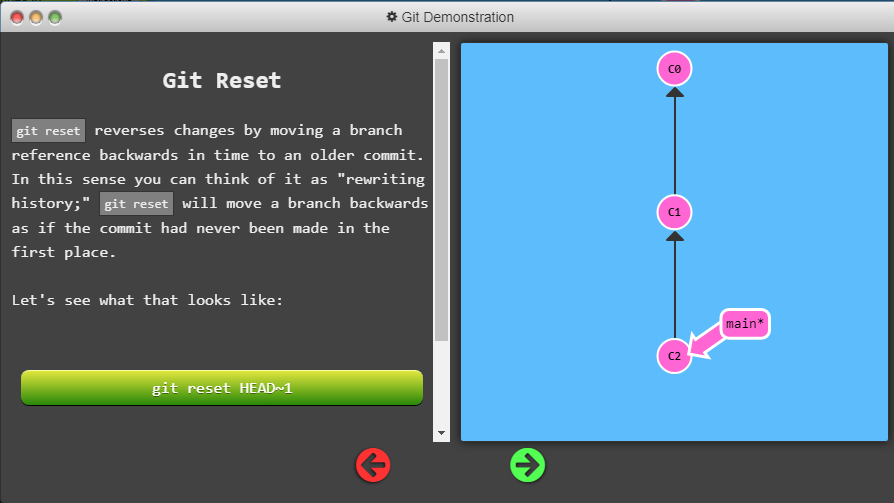 Git Demonstration
Git Reset
git reset reverses changes by moving a branch
reference backwards in time to an older commit.
In this sense you can think of it as "rewriting
history;" git reset will move a branch backwards
as if the commit had never been made in the
first place.
Let's see what that looks like:
git reset HEAD~1
C0
C1
main*
C2